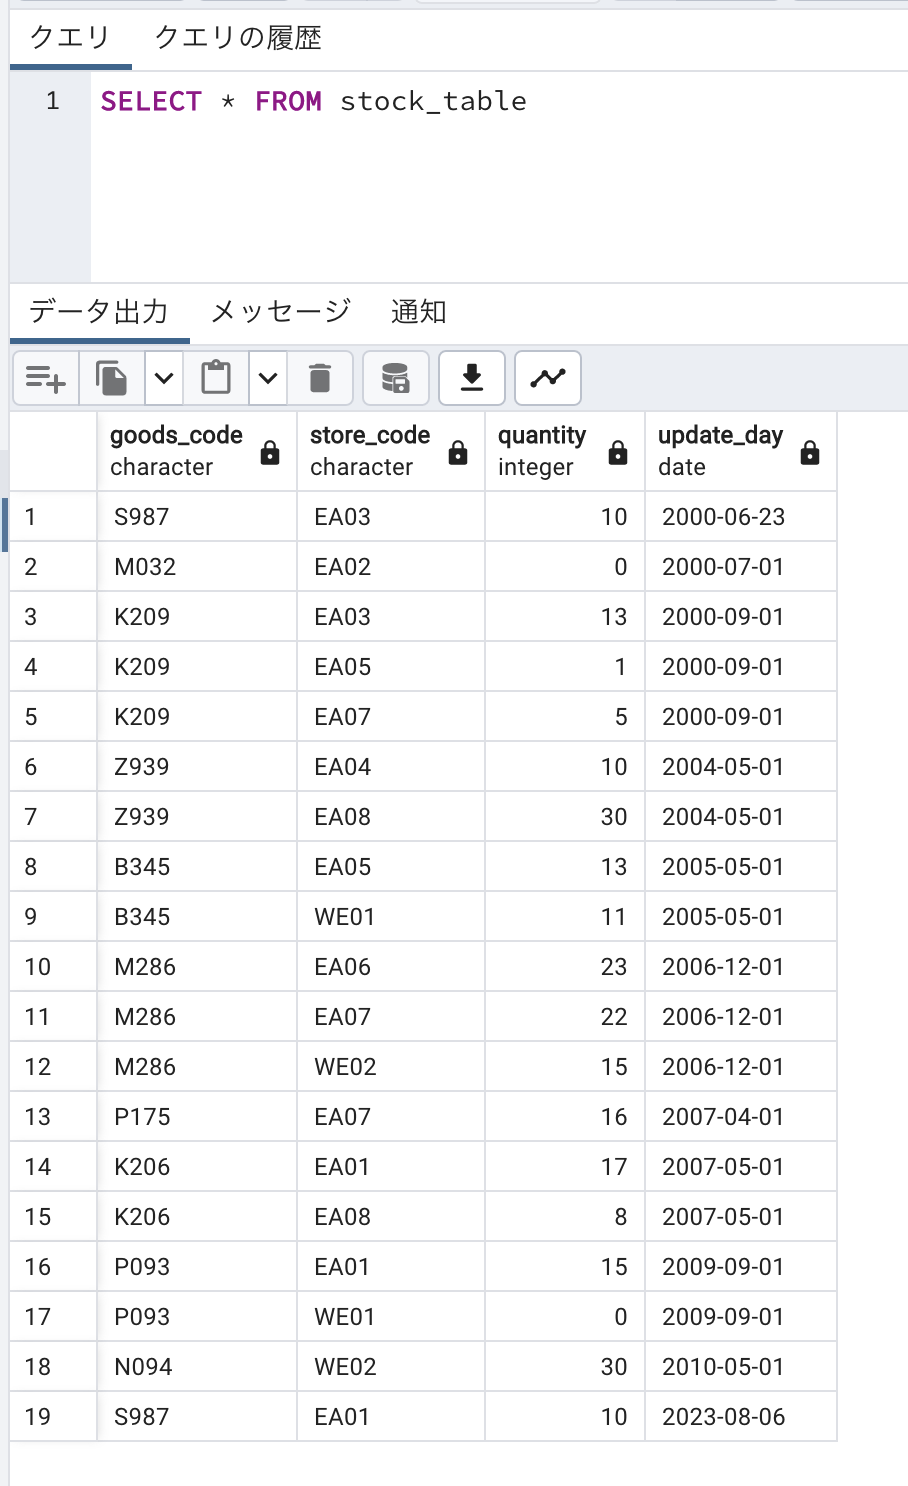 クエリ クエリの履歴
1 SELECT * FROM stock_table
データ出力 メッセージ 通知
goods_code store_code quantity update_day
character character integer date
1 S987 EA03 10 2000-06-23
2 M032 EA02 0 2000-07-01
3 K209 EA03 13 2000-09-01
4 K209 EA05 1 2000-09-01
5 K209 EA07 5 2000-09-01
6 Z939 EA04 10 2004-05-01
7 Z939 EA08 30 2004-05-01
8 B345 EA05 13 2005-05-01
9 B345 WE01 11 2005-05-01
10 M286 EA06 23 2006-12-01
11 M286 EA07 22 2006-12-01
12 M286 WE02 15 2006-12-01
13 P175 EA07 16 2007-04-01
14 K206 EA01 17 2007-05-01
15 K206 EA08 8 2007-05-01
16 P093 EA01 15 2009-09-01
17 P093 WE01 0 2009-09-01
18 N094 WE02 30 2010-05-01
19 S987 EA01 10 2023-08-06